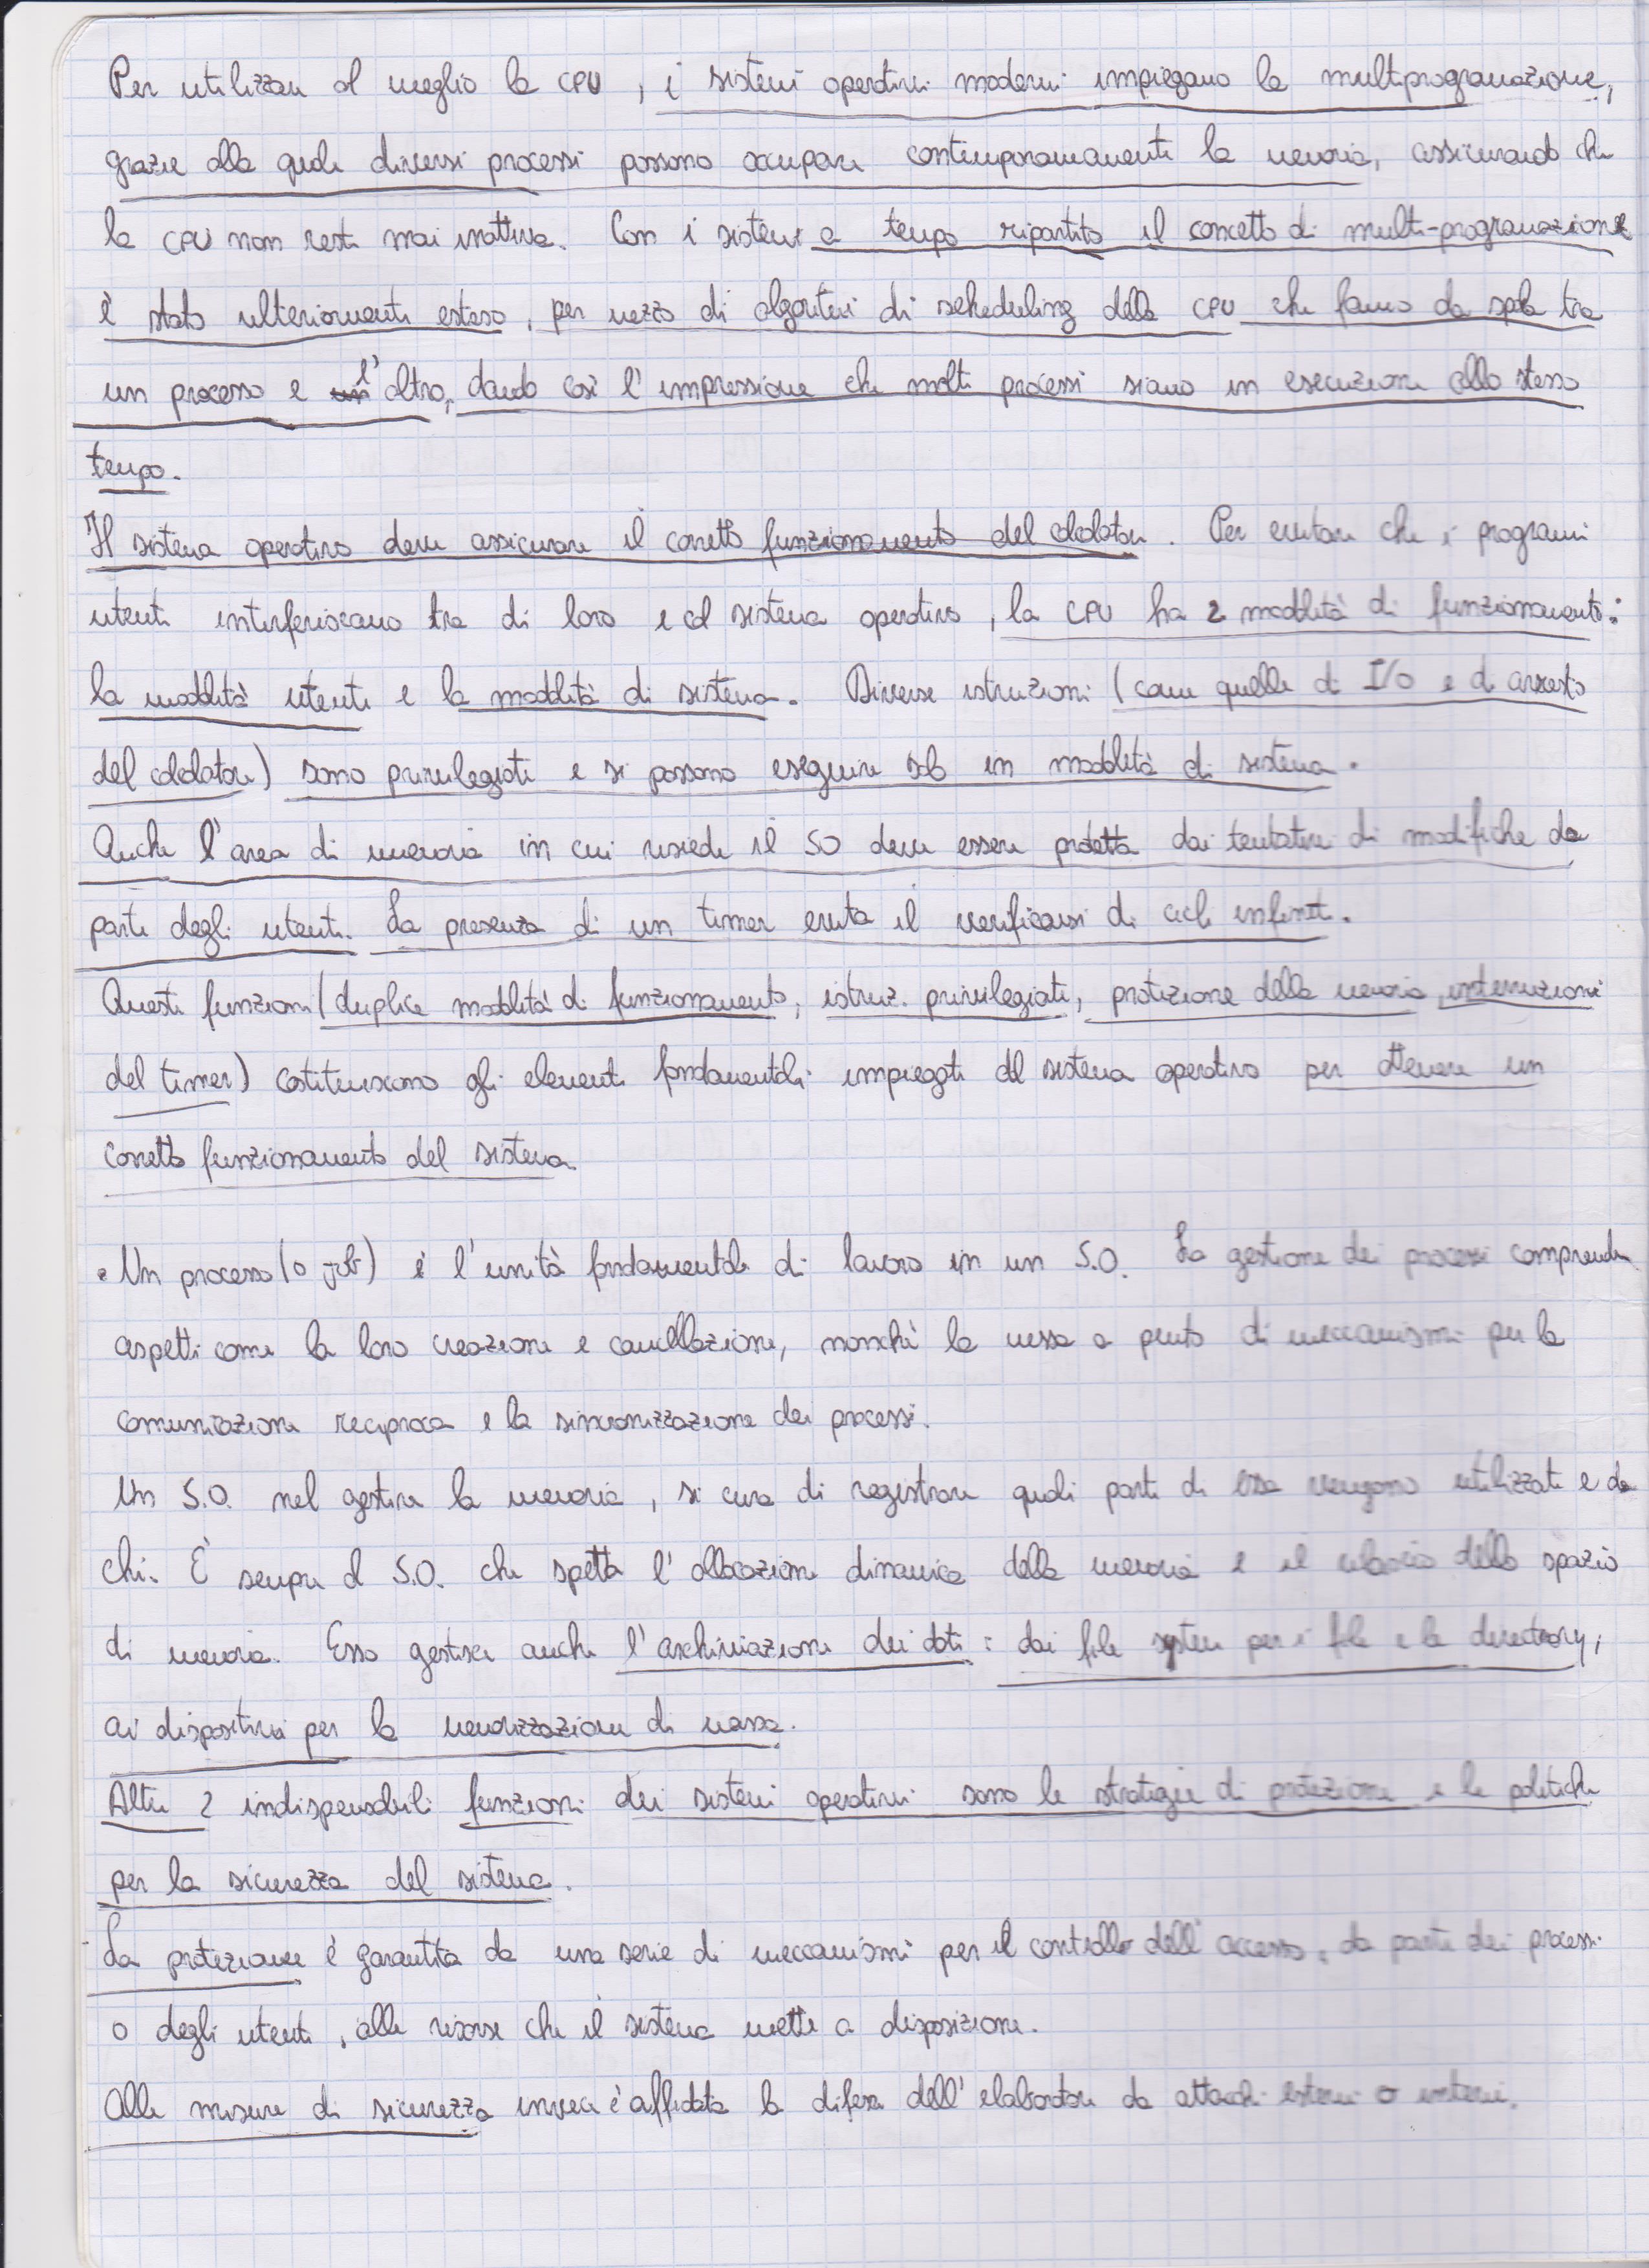 Per utilizzare al meglio la CPU, i sistemi operativi moderni impiegano la multiprogrammazione,
grazie alla quale diversi processi possono occupare contemporaneamente la memoria, assicurando che
la CPU non resti mai inattiva. Con i sistemi a tempo ripartito il concetto di multi-programmazione
è stato ulteriormente esteso, per mezzo di algoritmi di scheduling della CPU che fanno da spola tra
un processo e l'altro, dando così l'impressione che molti processi siano in esecuzione allo stesso
tempo.
Il sistema operativo deve assicurare il corretto funzionamento del calcolatore. Per evitare che i programmi
utenti interferiscano tra di loro e col sistema operativo, la CPU ha 2 modalità di funzionamento:
la modalità utente e la modalità di sistema. Diverse istruzioni (come quelle di I/O e di arresto
del calcolatore) sono privilegiate e si possono eseguire solo in modalità di sistema.
Anche l'area di memoria in cui risiede il SO deve essere protetta dai tentativi di modifiche da
parte degli utenti. La presenza di un timer evita il verificarsi di cicli infiniti.
Queste funzioni (duplice modalità di funzionamento, istruz. privilegiate, protezione della memoria, interruzioni
del timer) costituiscono gli elementi fondamentali impiegati dal sistema operativo per ottenere un
corretto funzionamento del sistema.
• Un processo (o job) è l'unità fondamentale di lavoro in un S.O. La gestione dei processi comprende
aspetti come la loro creazione e cancellazione, nonchè la messa a punto di meccanismi per la
comunicazione reciproca e la sincronizzazione dei processi.
Un S.O. nel gestire la memoria, si cura di registrare quali parti di essa vengono utilizzate e da
chi. È sempre al S.O. che spetta l'allocazione dinamica della memoria e il rilascio dello spazio
di memoria. Esso gestisce anche l'archiviazione dei dati: dai file system per i file e le directory,
ai dispositivi per la memorizzazione di massa.
Altre 2 indispensabili funzioni dei sistemi operativi sono le strategie di protezione e le politiche
per la sicurezza del sistema.
La protezione è garantita da una serie di meccanismi per il controllo dell'accesso, da parte dei processi
o degli utenti, alle risorse che il sistema mette a disposizione.
Alle misure di sicurezza invece è affidata la difesa dell'elaboratore da attacchi esterni o interni.